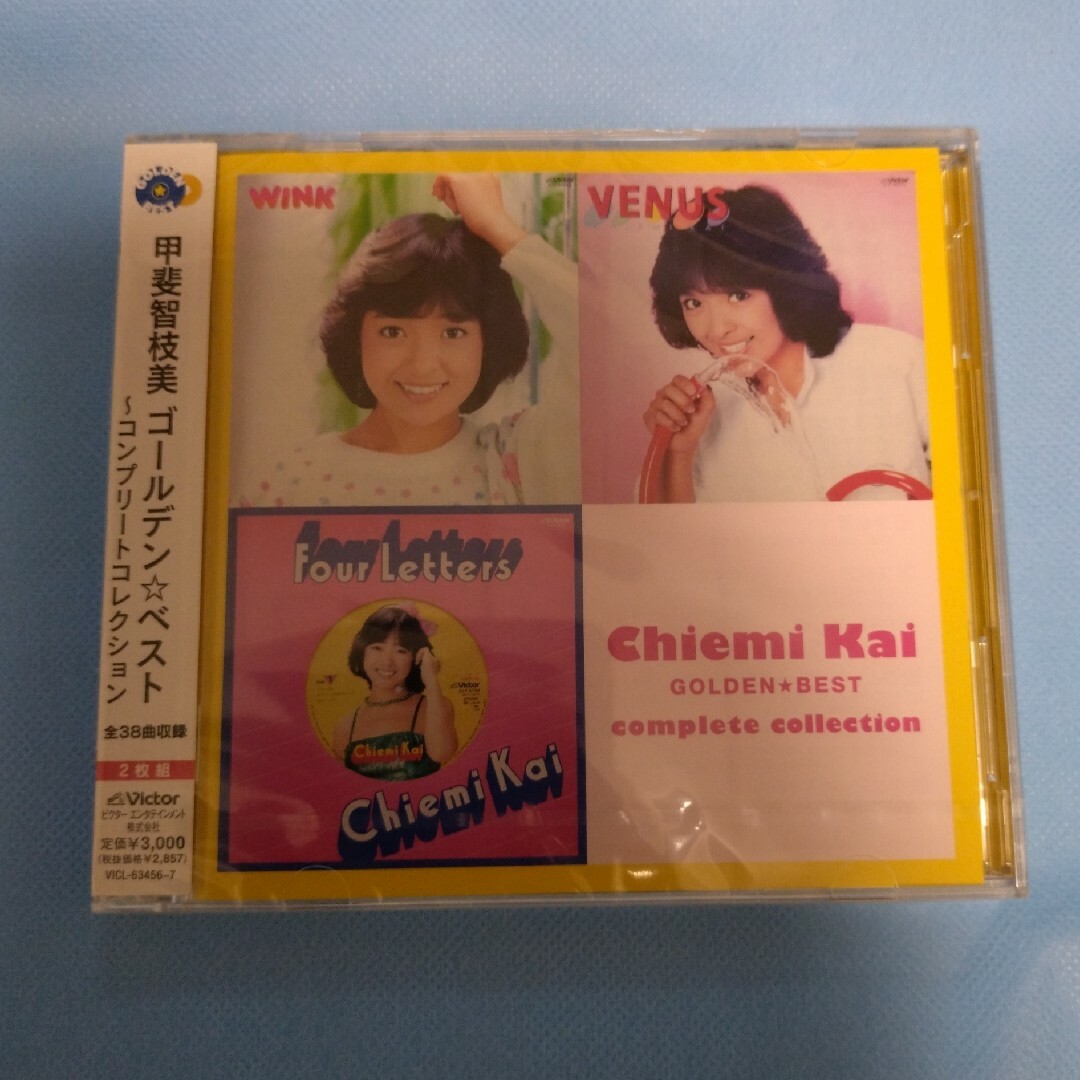 GOLDEN
BEST
甲斐智枝美 ゴールデン☆ベスト
～コンプリートコレクション
全38曲収録
2枚組
Victor
ビクター エンタテインメント
株式会社
定価¥3,000
(税抜価格¥2,857)
VICL-63456-7
WINK
VENUS
Victor
Four Letters
Victor
Chiemi Kai
Chiemi Kai
Chiemi Kai
GOLDEN★BEST
complete collection